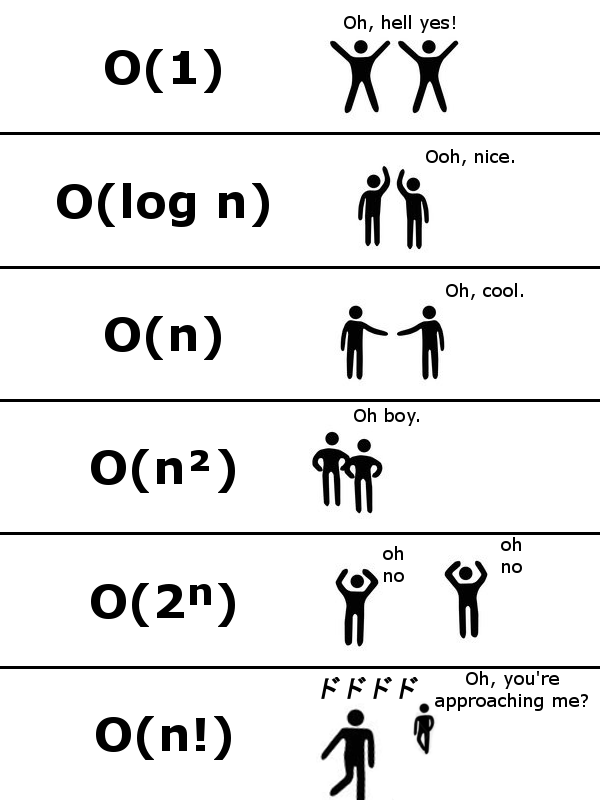 O(1)
Oh, hell yes!
O(log n)
Ooh, nice.
O(n)
Oh, cool.
O(n²)
Oh boy.
O(2ⁿ)
oh
no
oh
no
O(n!)
ドドドド
Oh, you're
approaching me?